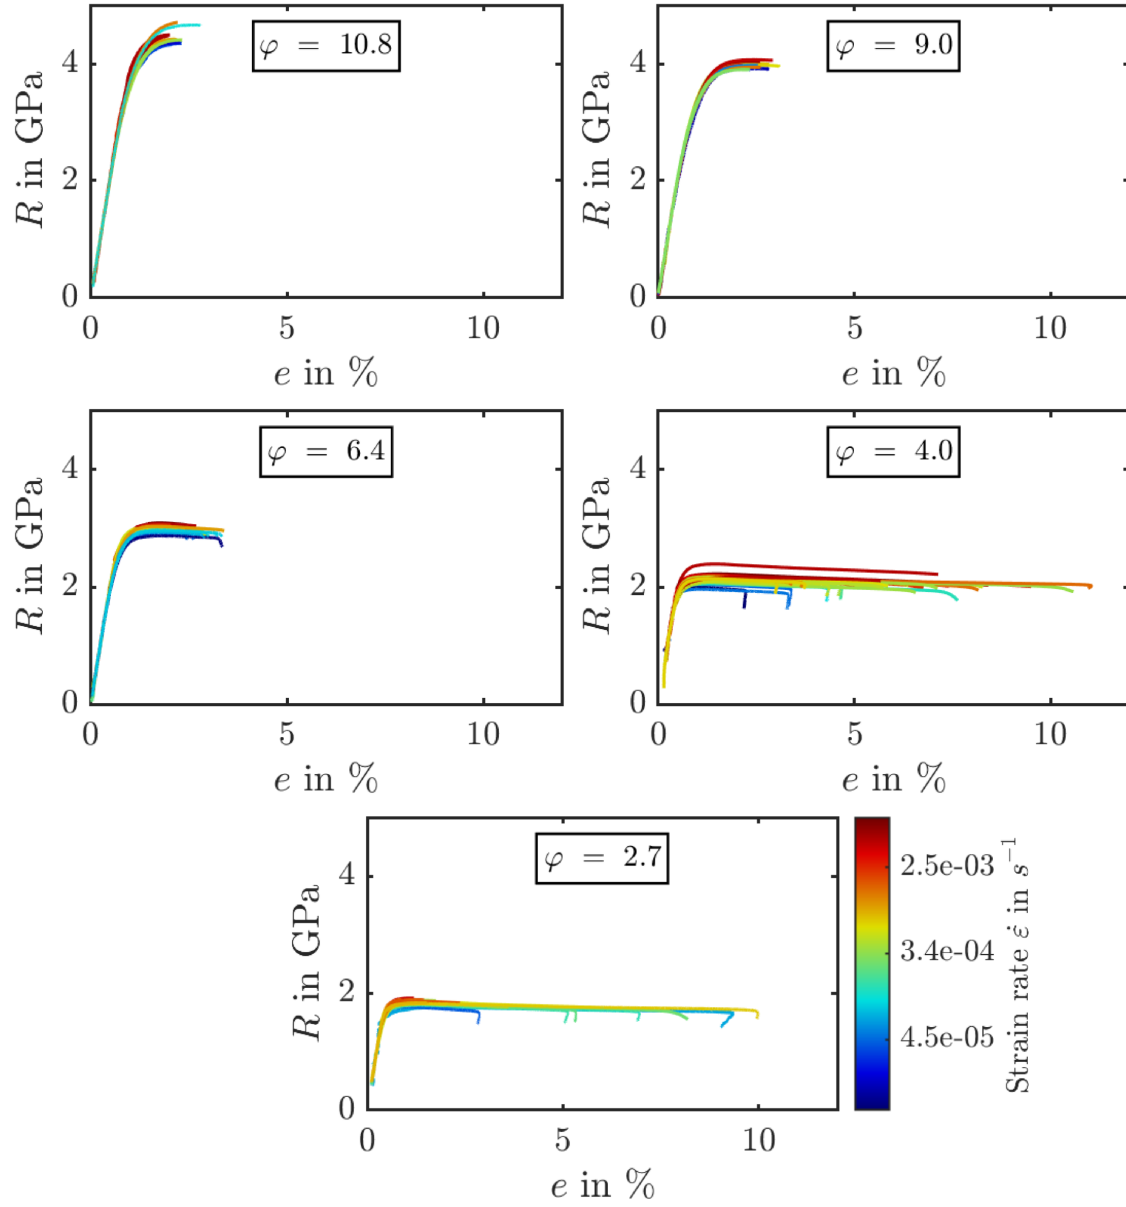 φ = 10.8
R in GPa
4
2
0
0 5 10
e in %
φ = 9.0
R in GPa
4
2
0
0 5 10
e in %
φ = 6.4
R in GPa
4
2
0
0 5 10
e in %
φ = 4.0
R in GPa
4
2
0
0 5 10
e in %
φ = 2.7
R in GPa
4
2
0
0 5 10
e in %
2.5e-03
3.4e-04
4.5e-05
Strain rate ε̇ in s⁻¹